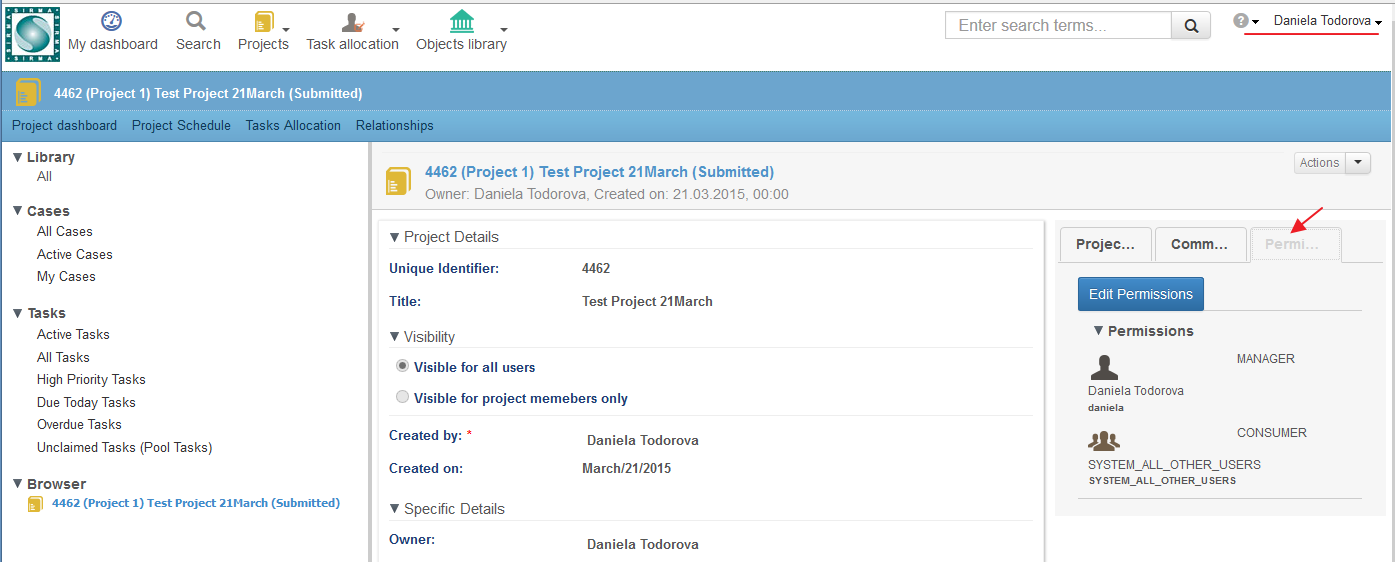 SIRMA SIRMA
My dashboard Search Projects Task allocation Objects library Enter search terms... ? Daniela Todorova
4462 (Project 1) Test Project 21March (Submitted)
Project dashboard Project Schedule Tasks Allocation Relationships
Library
All
Cases
All Cases
Active Cases
My Cases
Tasks
Active Tasks
All Tasks
High Priority Tasks
Due Today Tasks
Overdue Tasks
Unclaimed Tasks (Pool Tasks)
Browser
4462 (Project 1) Test Project 21March (Submitted)
4462 (Project 1) Test Project 21March (Submitted)
Owner: Daniela Todorova, Created on: 21.03.2015, 00:00
Actions
Project Details
Unique Identifier: 4462
Title: Test Project 21March
Visibility
Visible for all users
Visible for project memebers only
Created by: * Daniela Todorova
Created on: March/21/2015
Specific Details
Owner: Daniela Todorova
Projec... Comm... Permi...
Edit Permissions
Permissions
MANAGER
Daniela Todorova
daniela
CONSUMER
SYSTEM_ALL_OTHER_USERS
SYSTEM_ALL_OTHER_USERS